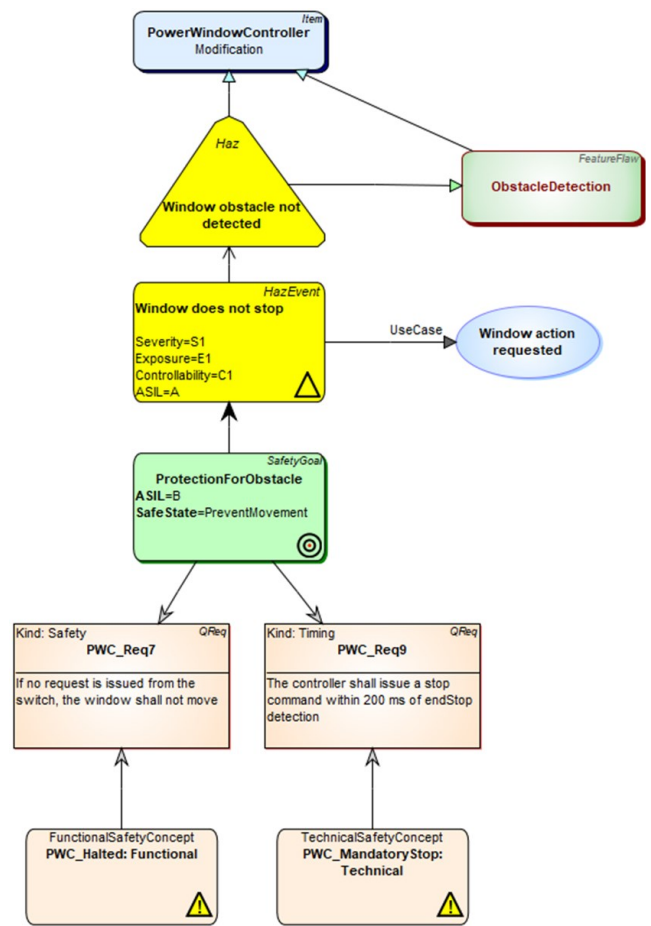 Item
PowerWindowController
Modification
Haz
Window obstacle not
detected
FeatureFlaw
ObstacleDetection
HazEvent
Window does not stop
Severity=S1
Exposure=E1
Controllability=C1
ASIL=A
UseCase
Window action
requested
SafetyGoal
ProtectionForObstacle
ASIL=B
SafeState=PreventMovement
Kind: Safety QReq
PWC_Req7
If no request is issued from the
switch, the window shall not move
Kind: Timing QReq
PWC_Req9
The controller shall issue a stop
command within 200 ms of endStop
detection
FunctionalSafetyConcept
PWC_Halted: Functional
TechnicalSafetyConcept
PWC_MandatoryStop:
Technical